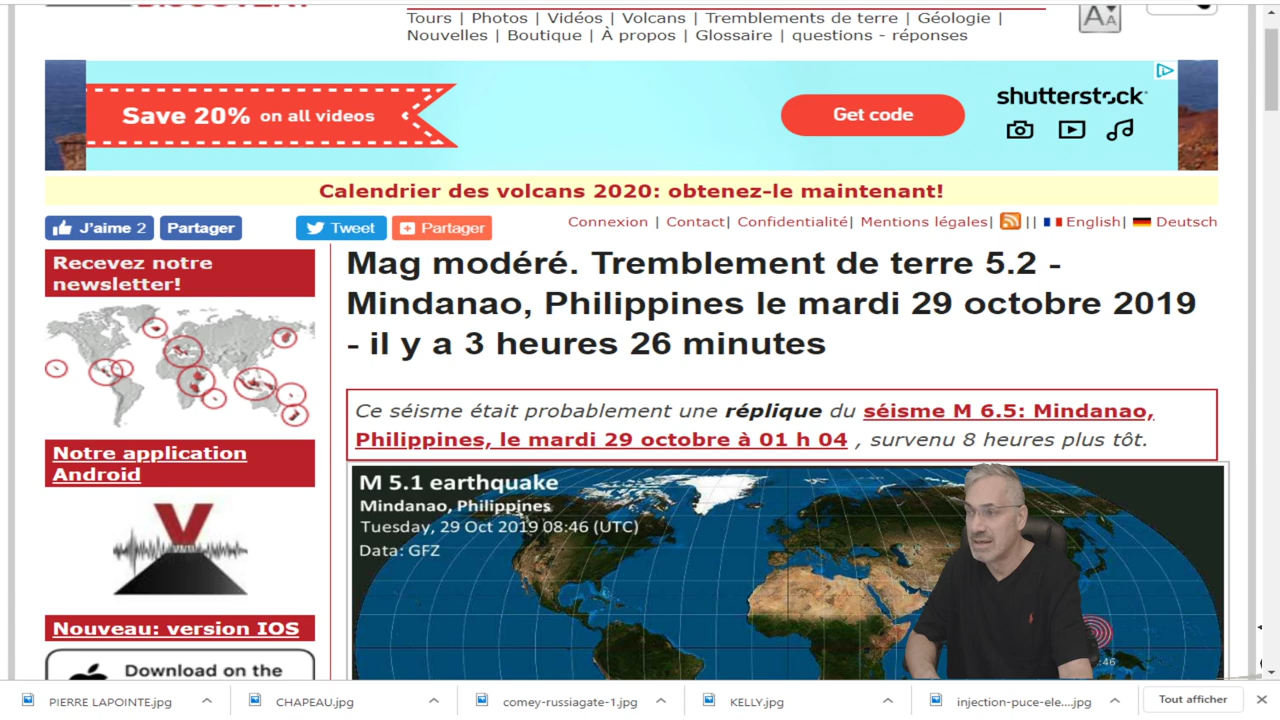 Tours | Photos | Vidéos | Volcans | Tremblements de terre | Géologie |
Nouvelles | Boutique | À propos | Glossaire | questions - réponses
AA
Save 20% on all videos
Get code
shutterstock
Calendrier des volcans 2020: obtenez-le maintenant!
J'aime 2
Partager
Tweet
Partager
Connexion | Contact| Confidentialité| Mentions légales| || English| Deutsch
Recevez notre
newsletter!
Mag modéré. Tremblement de terre 5.2 -
Mindanao, Philippines le mardi 29 octobre 2019
- il y a 3 heures 26 minutes
Ce séisme était probablement une réplique du séisme M 6.5: Mindanao,
Philippines, le mardi 29 octobre à 01 h 04 , survenu 8 heures plus tôt.
Notre application
Android
V
Nouveau: version IOS
Download on the
M 5.1 earthquake
Mindanao, Philippines
Tuesday, 29 Oct 2019 08:46 (UTC)
Data: GFZ
:46
PIERRE LAPOINTE.jpg
CHAPEAU.jpg
comey-russiagate-1.jpg
KELLY.jpg
injection-puce-ele....jpg
Tout afficher